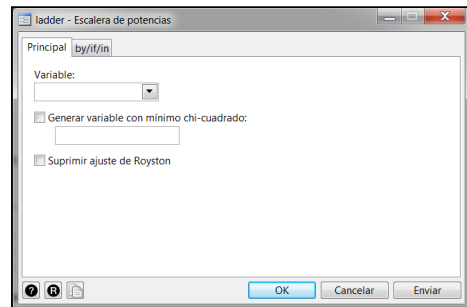 ladder - Escalera de potencias
Principal by/if/in
Variable:
Generar variable con mínimo chi-cuadrado:
Suprimir ajuste de Royston
? R OK Cancelar Enviar